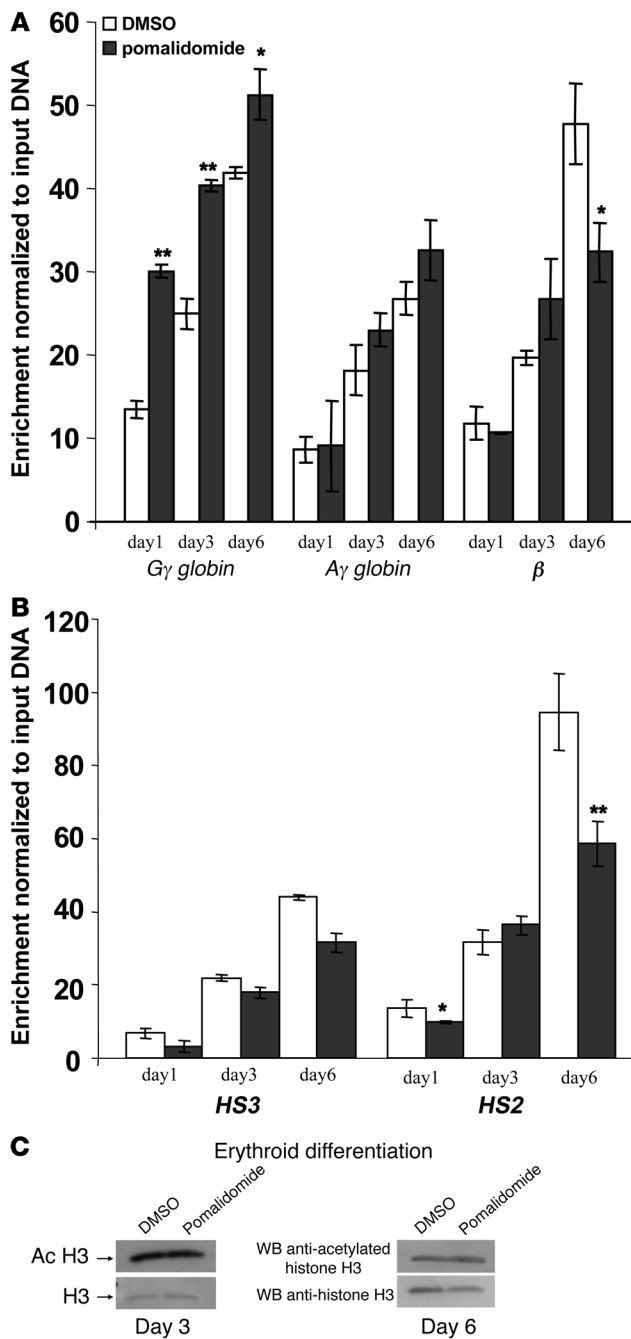 A
DMSO
pomalidomide
Enrichment normalized to input DNA
60
50
40
30
20
10
0
**
**
*
*
day1 day3 day6 day1 day3 day6 day1 day3 day6
Gγ globin Aγ globin β
B
Enrichment normalized to input DNA
120
100
80
60
40
20
0
*
**
day1 day3 day6 day1 day3 day6
HS3 HS2
C
Erythroid differentiation
DMSO Pomalidomide DMSO Pomalidomide
Ac H3 → WB anti-acetylated
histone H3
H3 → WB anti-histone H3
Day 3 Day 6